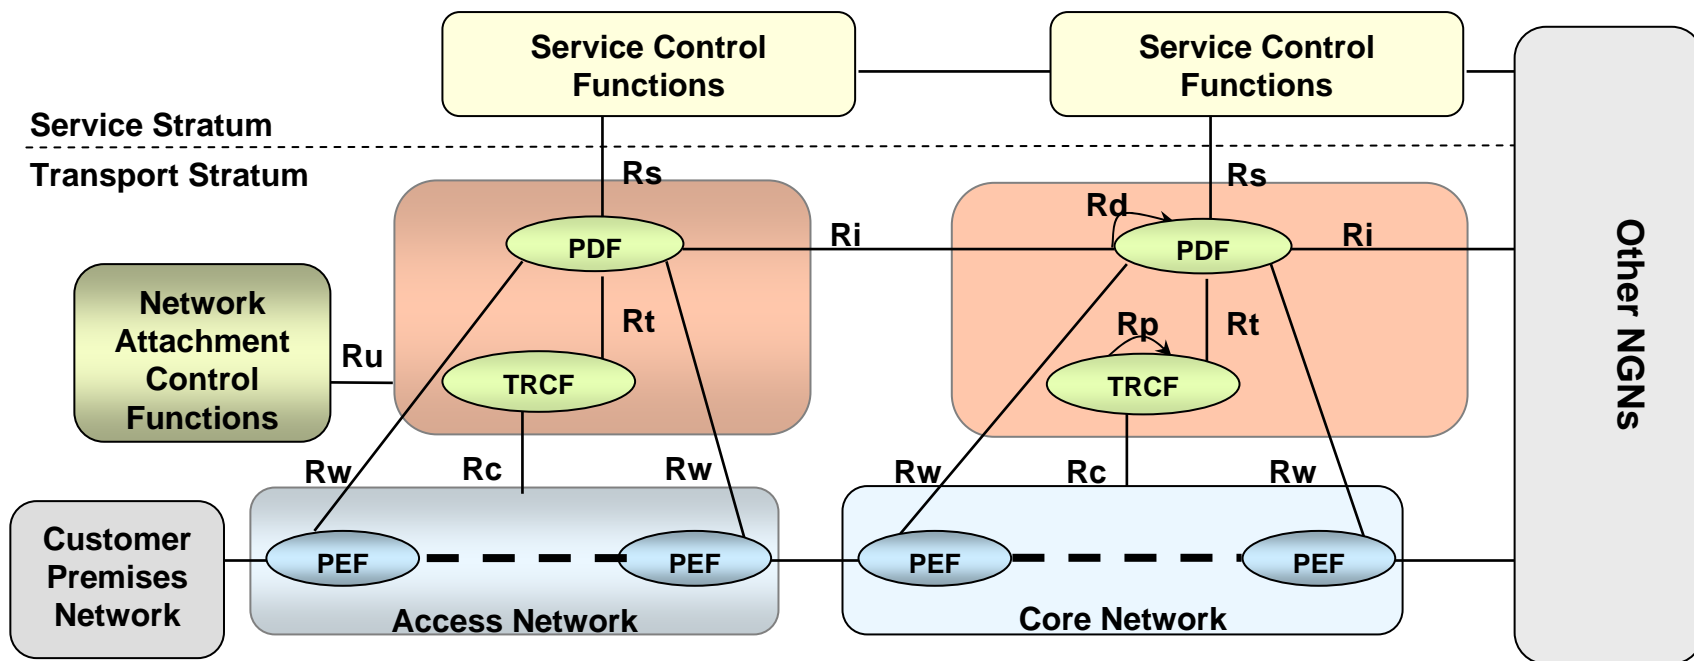 Service Control
Functions
Service Control
Functions
Service Stratum
Transport Stratum
Rs
Rs
Rd
PDF
Ri
PDF
Ri
Network
Attachment
Control
Functions
Ru
Rt
Rp
Rt
TRCF
TRCF
Rw
Rc
Rw
Rw
Rc
Rw
Customer
Premises
Network
PEF
PEF
PEF
PEF
Access Network
Core Network
Other NGNs